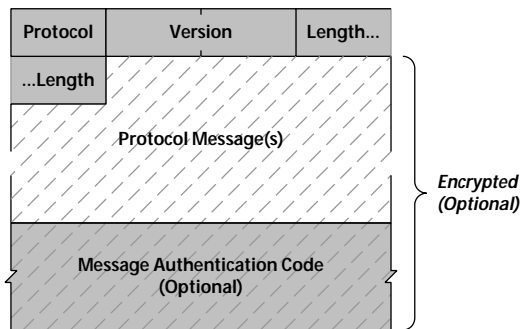 Protocol Version Length...
...Length
Protocol Message(s)
Encrypted
(Optional)
Message Authentication Code
(Optional)